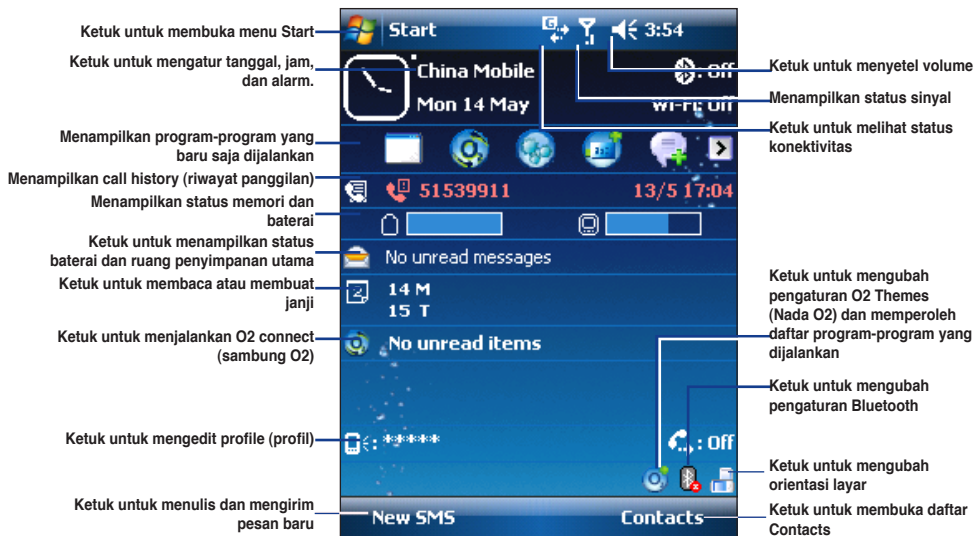 Ketuk untuk membuka menu Start
Ketuk untuk mengatur tanggal, jam,
dan alarm.
Menampilkan program-program yang
baru saja dijalankan
Menampilkan call history (riwayat panggilan)
Menampilkan status memori dan
baterai
Ketuk untuk menampilkan status
baterai dan ruang penyimpanan utama
Ketuk untuk membaca atau membuat
janji
Ketuk untuk menjalankan O2 connect
(sambung O2)
Ketuk untuk mengedit profile (profil)
Ketuk untuk menulis dan mengirim
pesan baru
Start
3:54
China Mobile
: Off
Mon 14 May
Wi-Fi: Off
51539911
13/5 17:04
No unread messages
2
14 M
15 T
No unread items
: *****
: Off
New SMS
Contacts
Ketuk untuk menyetel volume
Menampilkan status sinyal
Ketuk untuk melihat status
konektivitas
Ketuk untuk mengubah
pengaturan O2 Themes
(Nada O2) dan memperoleh
daftar program-program yang
dijalankan
Ketuk untuk mengubah
pengaturan Bluetooth
Ketuk untuk mengubah
orientasi layar
Ketuk untuk membuka daftar
Contacts